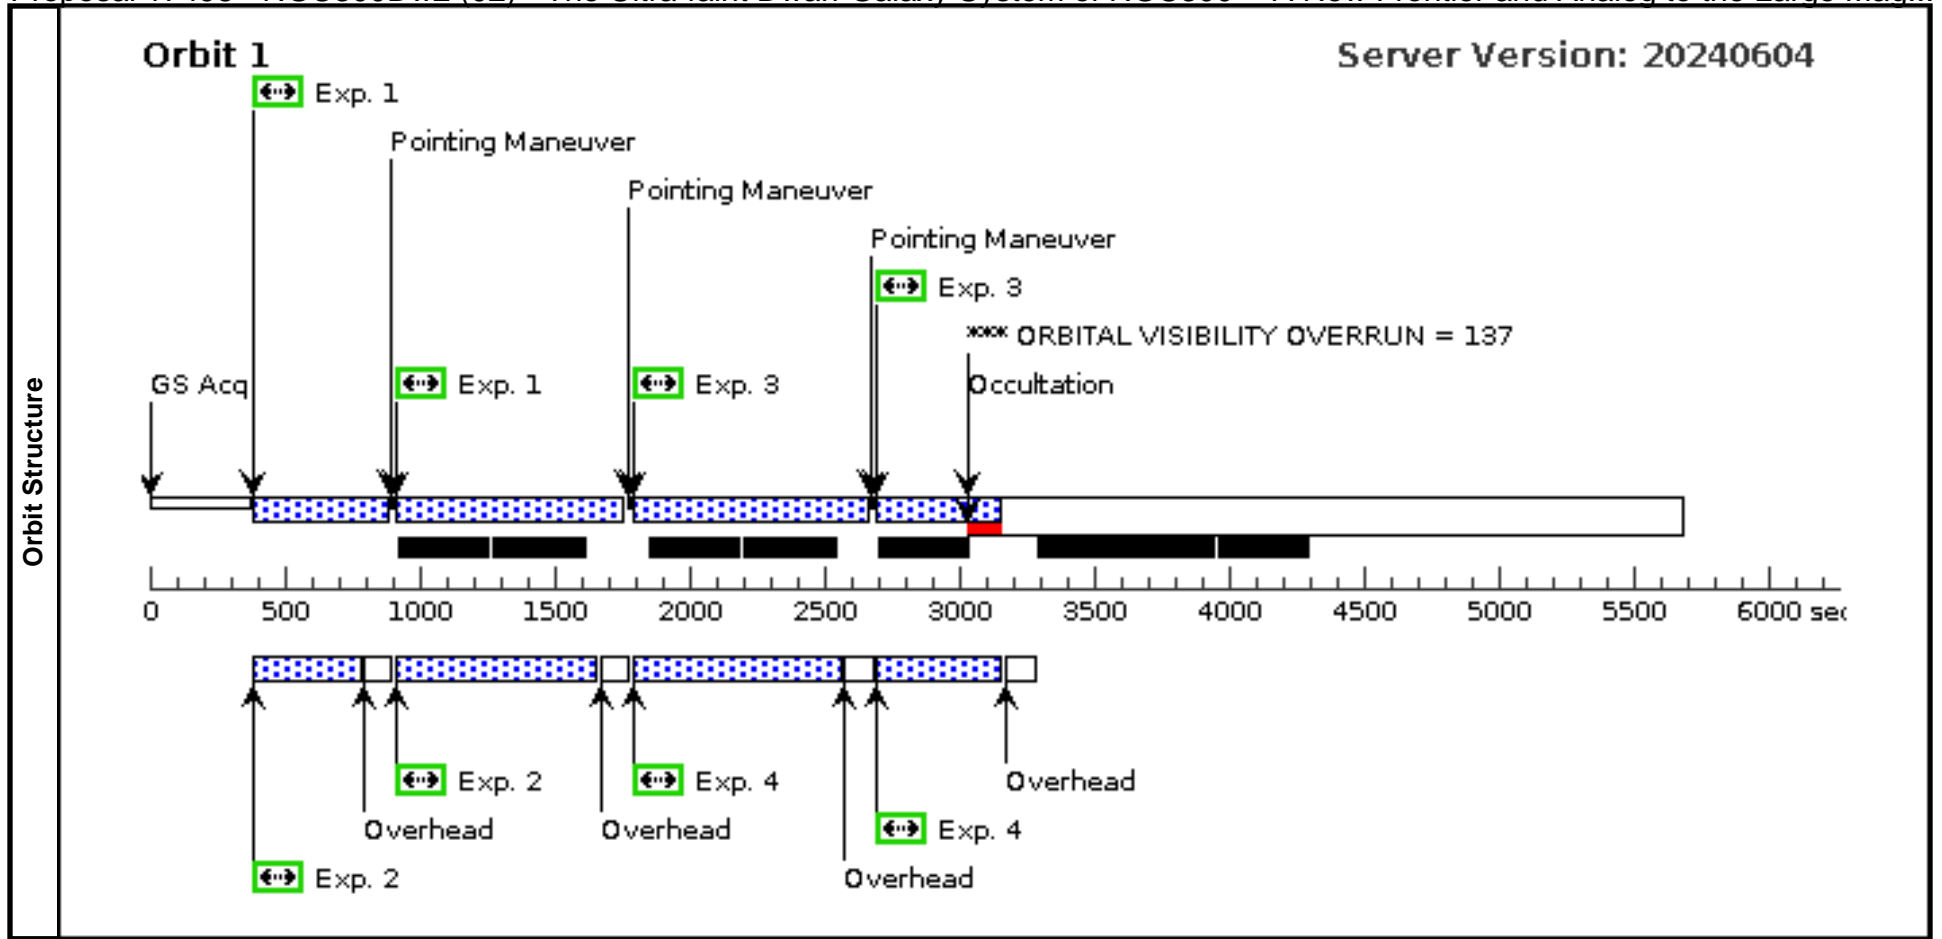 Orbit 1
Server Version: 20240604
Exp. 1
Pointing Maneuver
Pointing Maneuver
Pointing Maneuver
Exp. 3
*** ORBITAL VISIBILITY OVERRUN = 137
GS Acq
Exp. 1
Exp. 3
Occultation
Orbit Structure
0 500 1000 1500 2000 2500 3000 3500 4000 4500 5000 5500 6000 sec
Exp. 2
Exp. 4
Overhead
Overhead
Overhead
Exp. 4
Exp. 2
Overhead